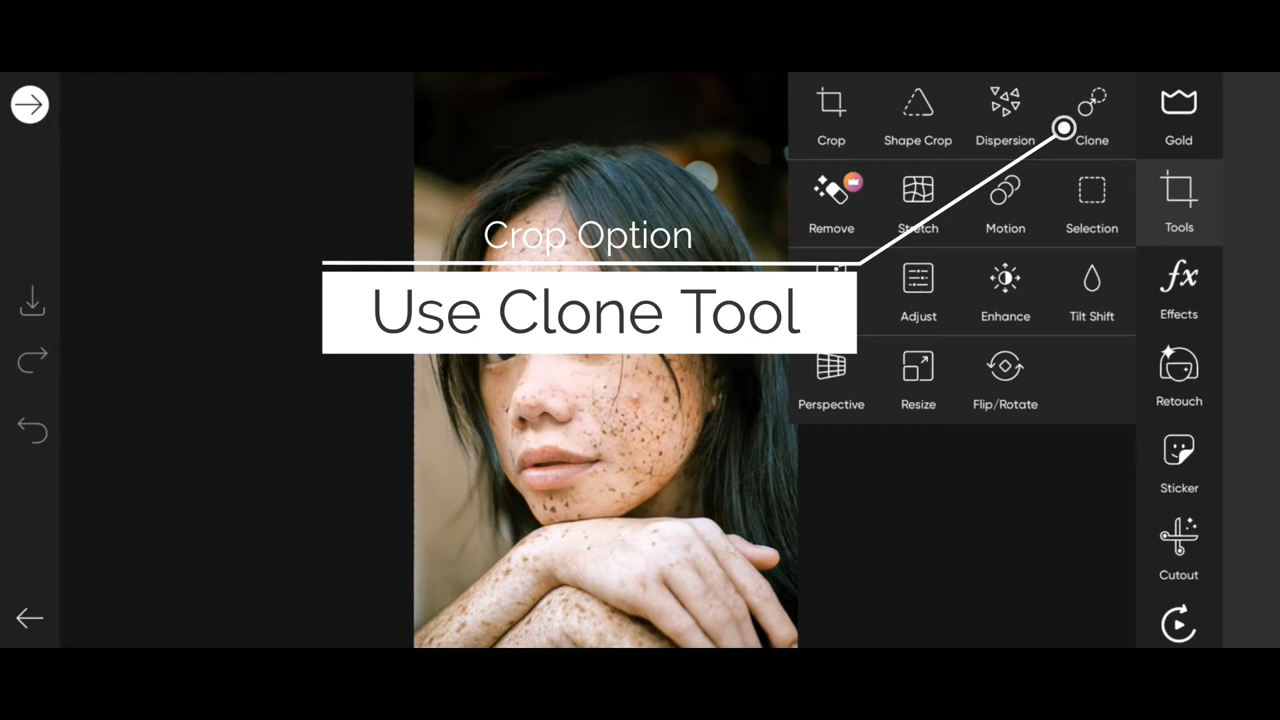 Crop
Shape Crop
Dispersion
Clone
Gold
Remove
Stretch
Motion
Selection
Tools
Crop Option
Use Clone Tool
Adjust
Enhance
Tilt Shift
fx
Effects
Perspective
Resize
Flip/Rotate
Retouch
Sticker
Cutout